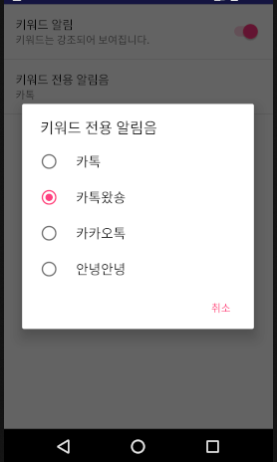 키워드 알림
키워드는 강조되어 보여집니다.
키워드 전용 알림음
카톡
키워드 전용 알림음
카톡
카톡왔숑
카카오톡
안녕안녕
취소